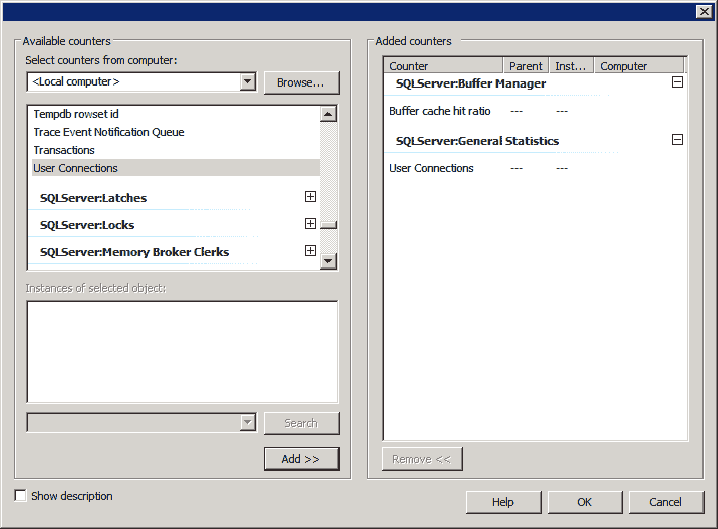 Available counters
Select counters from computer:
<Local computer>
Browse...
Tempdb rowset id
Trace Event Notification Queue
Transactions
User Connections
SQLServer:Latches
SQLServer:Locks
SQLServer:Memory Broker Clerks
Instances of selected object:
Search
Add >>
Show description
Added counters
Counter Parent Inst... Computer
SQLServer:Buffer Manager
Buffer cache hit ratio --- ---
SQLServer:General Statistics
User Connections --- ---
Remove <<
Help OK Cancel